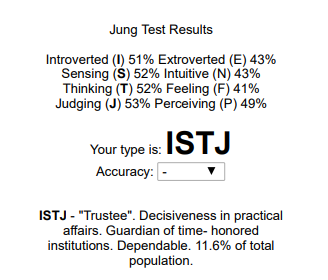 Jung Test Results
Introverted (I) 51% Extroverted (E) 43%
Sensing (S) 52% Intuitive (N) 43%
Thinking (T) 52% Feeling (F) 41%
Judging (J) 53% Perceiving (P) 49%
Your type is: ISTJ
Accuracy: -
ISTJ - "Trustee". Decisiveness in practical
affairs. Guardian of time- honored
institutions. Dependable. 11.6% of total
population.